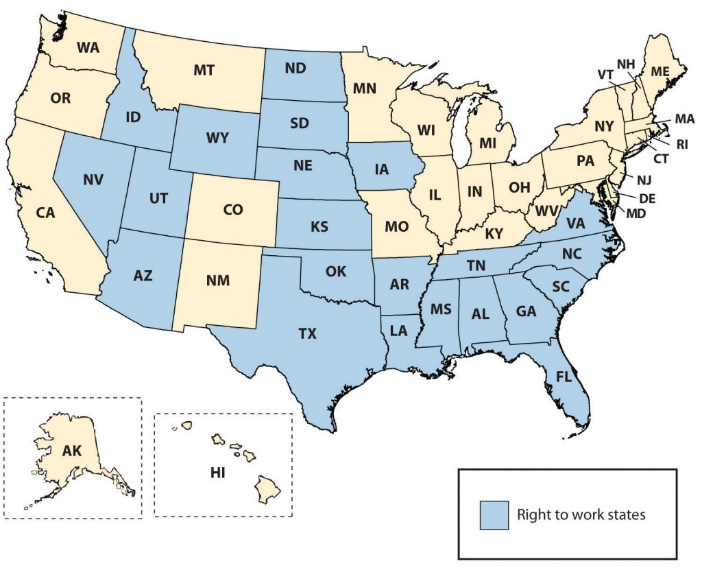 WA
MT
ND
MN
OR
ID
WY
SD
WI
MI
NY
VT
NH
ME
MA
RI
CT
NV
UT
CO
NE
IA
IL
IN
OH
PA
NJ
DE
MD
CA
KS
MO
KY
WV
VA
AZ
NM
OK
AR
TN
NC
SC
TX
LA
MS
AL
GA
FL
AK
HI
Right to work states